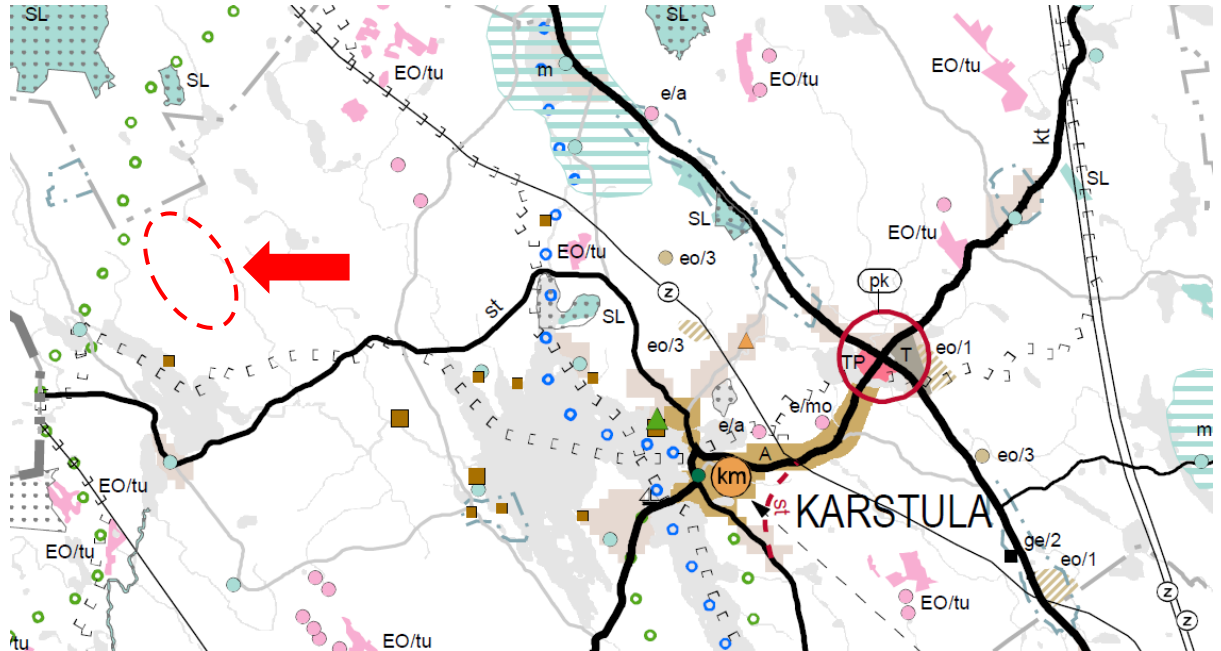 SL
SL
EO/tu
m
e/a
SL
EO/tu
EO/tu
kt
SL
SL
EO/tu
eo/3
EO/tu
z
pk
st
SL
eo/3
TP
T
eo/1
e/mo
e/a
A
km
st
KARSTULA
eo/3
m
EO/tu
EO/tu
ge/2
eo/1
EO/tu
EO/tu
/tu
z
z